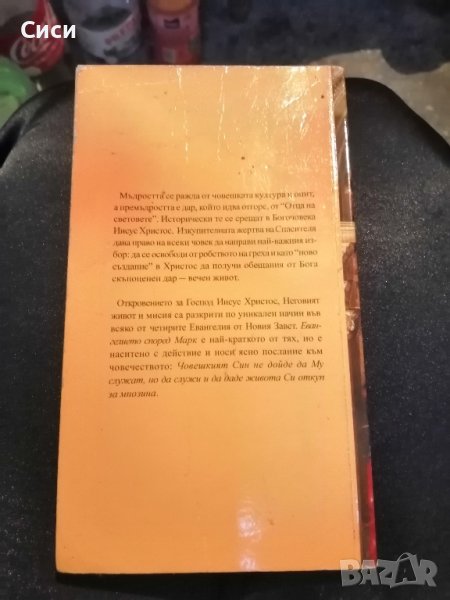 Сиси
Мъдростта се ражда от човешката култура и опит,
а премъдростта е дар, който идва отгоре, от "Отца на
световете". Исторически те се срещат в Богочовека
Иисус Христос. Изкупителната жертва на Спасителя
дава право на всеки човек да направи най-важния из-
бор: да се освободи от робството на греха и като "ново
създание" в Христос да получи обещания от Бога
скъпоценен дар — вечен живот.
Откровението за Господ Иисус Христос, Неговият
живот и мисия са разкрити по уникален начин във
всяко от четирите Евангелия от Новия Завет. Еван-
гелието според Марк е най-краткото от тях, но е
наситено с действие и носи ясно послание към
човечеството: Човешкият Син не дойде да Му
служат, но да служи и да даде живота Си откуп
за мнозина.
BAZAR
.bg